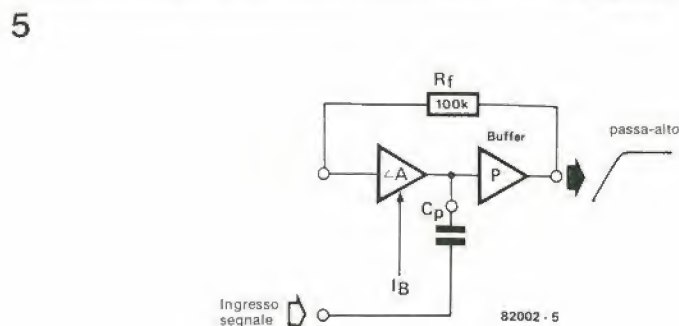 5
Rf
100k
Buffer
passa-alto
∠A
P
Cp
IB
Ingresso
segnale
82002 - 5